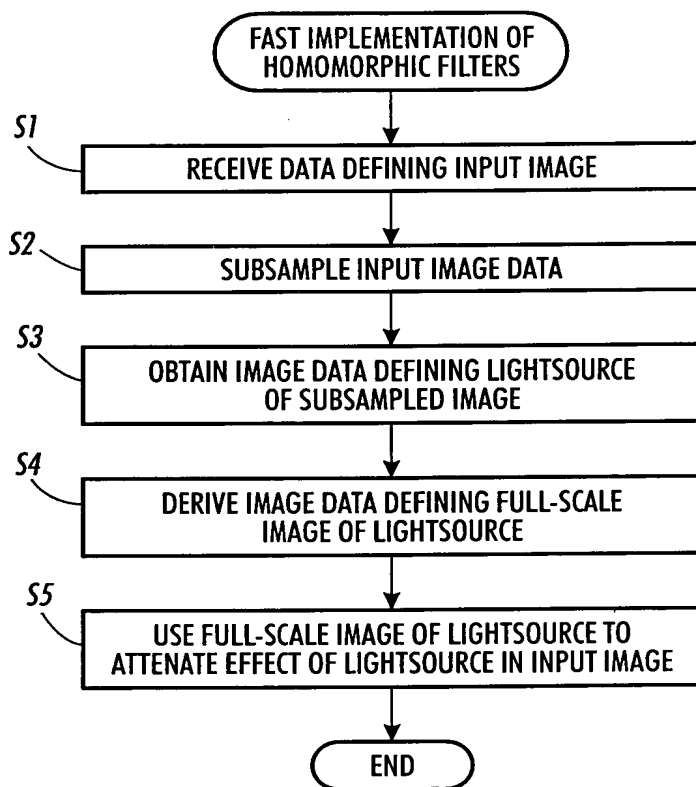 FAST IMPLEMENTATION OF
HOMOMORPHIC FILTERS
S1
RECEIVE DATA DEFINING INPUT IMAGE
S2
SUBSAMPLE INPUT IMAGE DATA
S3
OBTAIN IMAGE DATA DEFINING LIGHTSOURCE
OF SUBSAMPLED IMAGE
S4
DERIVE IMAGE DATA DEFINING FULL-SCALE
IMAGE OF LIGHTSOURCE
S5
USE FULL-SCALE IMAGE OF LIGHTSOURCE TO
ATTENATE EFFECT OF LIGHTSOURCE IN INPUT IMAGE
END